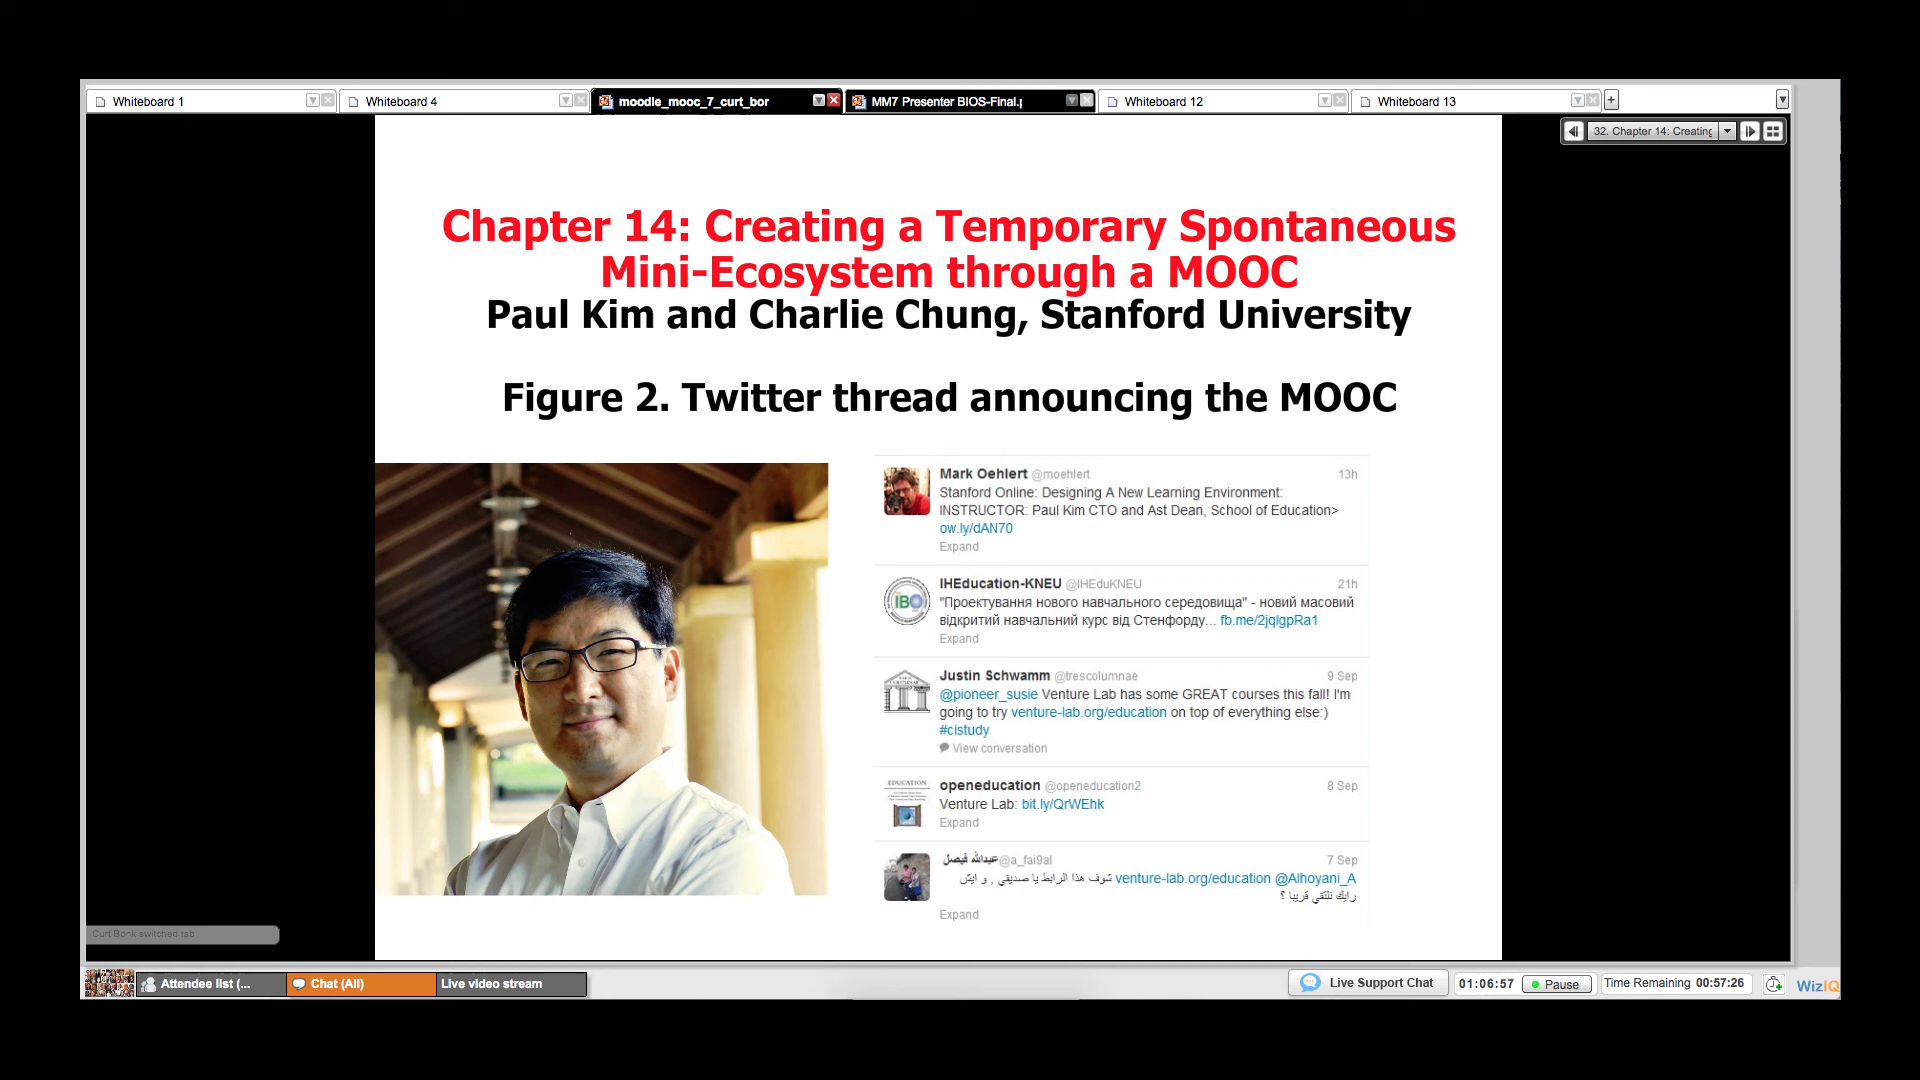 Whiteboard 1
Whiteboard 4
moodle_mooc_7_curt_bor
MM7 Presenter BIOS-Final.p
Whiteboard 12
Whiteboard 13
+
32. Chapter 14: Creating
Chapter 14: Creating a Temporary Spontaneous
Mini-Ecosystem through a MOOC
Paul Kim and Charlie Chung, Stanford University
Figure 2. Twitter thread announcing the MOOC
Mark Oehlert @moehlert 13h
Stanford Online: Designing A New Learning Environment:
INSTRUCTOR: Paul Kim CTO and Ast Dean, School of Education>
ow.ly/dAN70
Expand
IHEducation-KNEU @IHEduKNEU 21h
"Проектування нового навчального середовища" - новий масовий
відкритий навчальний курс від Стенфорду... fb.me/2jqlgpRa1
Expand
Justin Schwamm @trescolumnae 9 Sep
@pioneer_susie Venture Lab has some GREAT courses this fall! I'm
going to try venture-lab.org/education on top of everything else:)
#cistudy
View conversation
EDUCATION
openeducation @openeducation2 8 Sep
Venture Lab: bit.ly/QrWEhk
Expand
عبدالله فيصل @a_fai9al 7 Sep
@Alhoyani_A venture-lab.org/education شوف هذا الرابط يا صديقي , و ايش
رايك نلتقي قريبا ؟
Expand
Curt Bonk switched tab
Attendee list (...
Chat (All)
Live video stream
Live Support Chat
01:06:57
Pause
Time Remaining 00:57:26
WizIQ